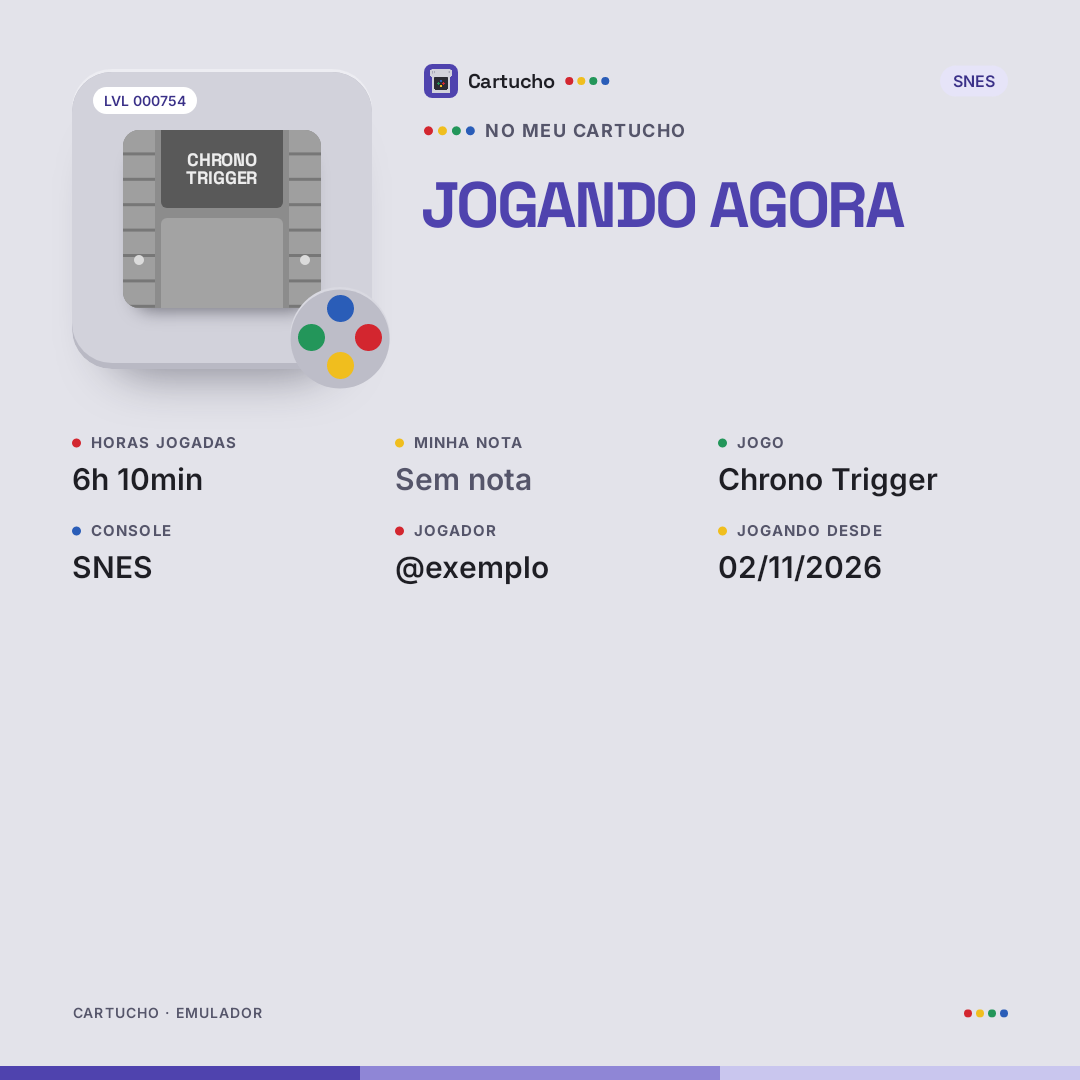 LVL 000754
CHRONO
TRIGGER
Cartucho
SNES
NO MEU CARTUCHO
JOGANDO AGORA
HORAS JOGADAS
6h 10min
MINHA NOTA
Sem nota
JOGO
Chrono Trigger
CONSOLE
SNES
JOGADOR
@exemplo
JOGANDO DESDE
02/11/2026
CARTUCHO · EMULADOR